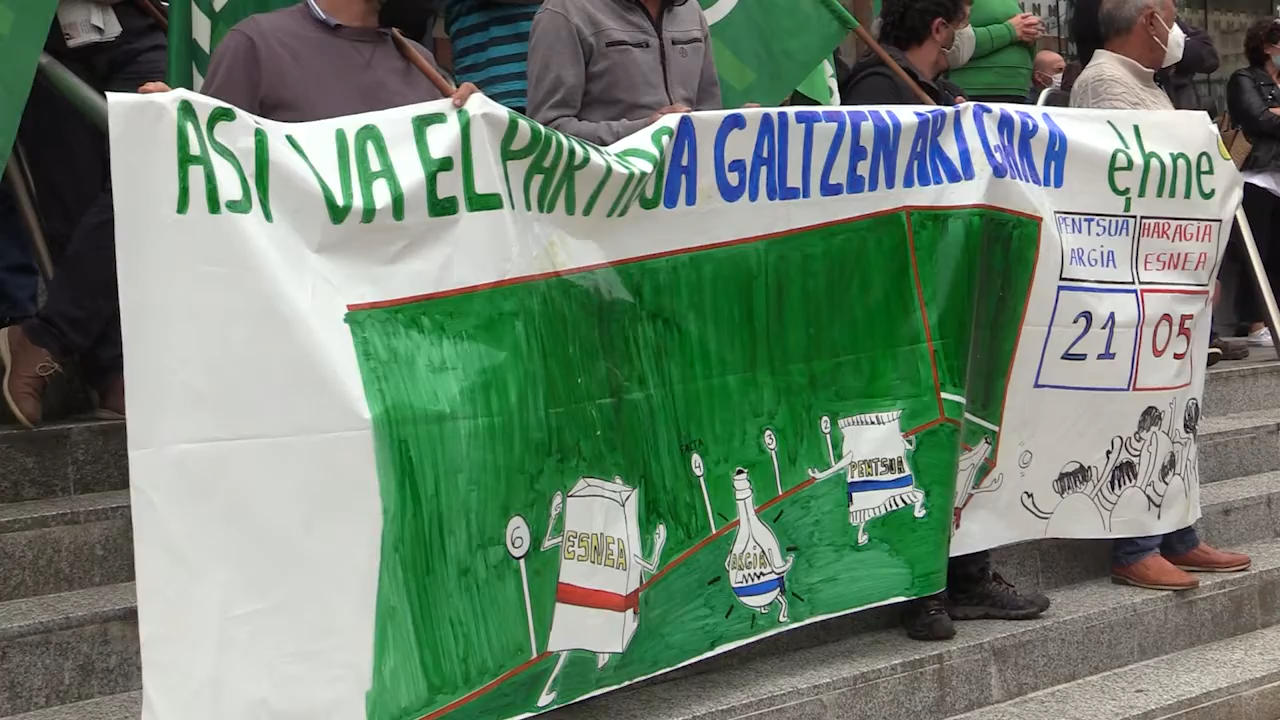 ASI VA EL PARTIDO A GALTZEN ARI GARA
ehne
PENTSUA HARAGIA
ARGIA ESNEA
21 05
FALTA
6 4 3 2
ESNEA ARGIA PENTSUA